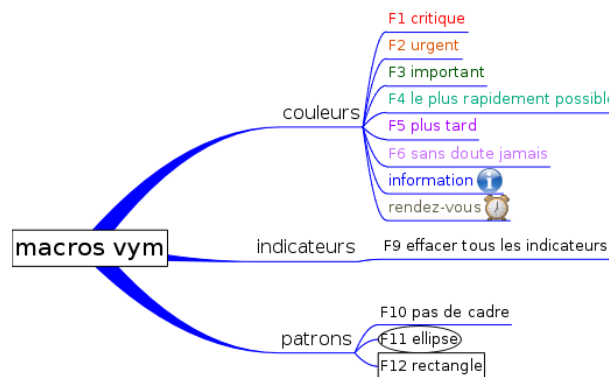 F1 critique
F2 urgent
F3 important
couleurs
F4 le plus rapidement possible
F5 plus tard
F6 sans doute jamais
information
rendez-vous
macros vym
indicateurs
F9 effacer tous les indicateurs
F10 pas de cadre
patrons
F11 ellipse
F12 rectangle